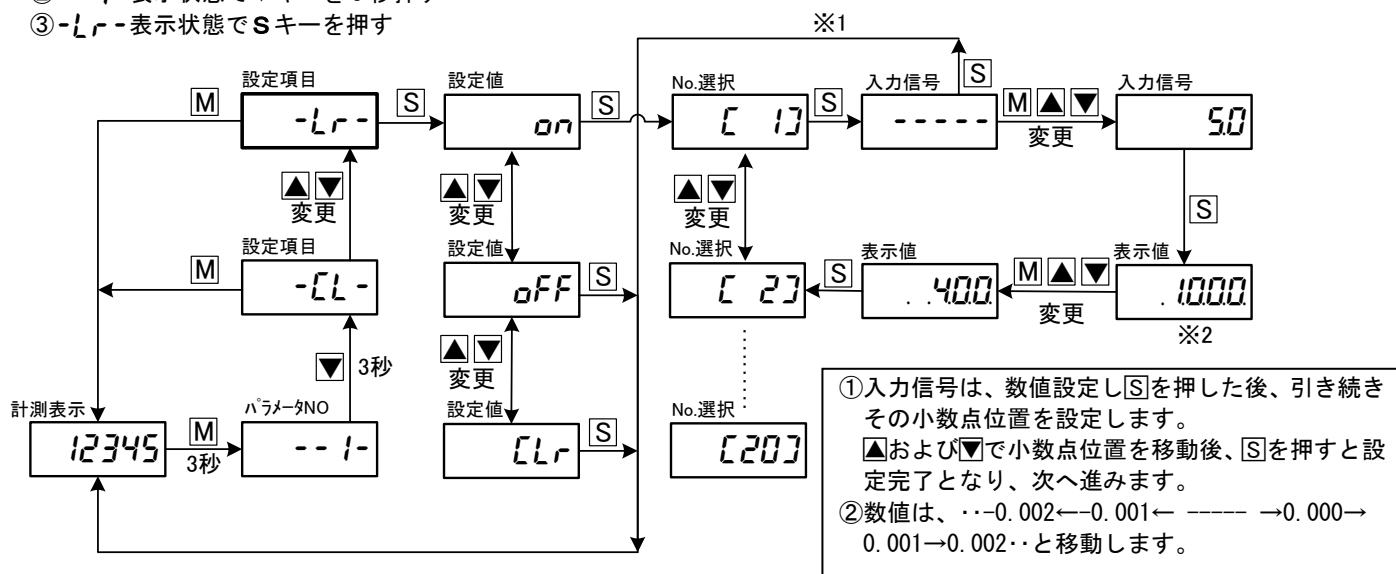 ③-Lr-表示状態でSキーを押す
※1
設定項目
-Lr-
M
S
設定値
on
S
No.選択
[ 1]
S
入力信号
-----
S
M▲▼
変更
入力信号
5.0
▲▼
変更
▲▼
変更
▲▼
変更
S
設定項目
-CL-
M
設定値
oFF
S
No.選択
[ 2]
S
表示値
. .4.0.0.
M▲▼
変更
表示値
. 1.0.0.0.
※2
▼ 3秒
▲▼
変更
計測表示
12345
M
3秒
パラメータNO
--1-
設定値
CLr
S
No.選択
[20]
①入力信号は、数値設定しSを押した後、引き続き
その小数点位置を設定します。
▲および▼で小数点位置を移動後、Sを押すと設
定完了となり、次へ進みます。
②数値は、‥-0.002←-0.001← ----- →0.000→
0.001→0.002‥と移動します。